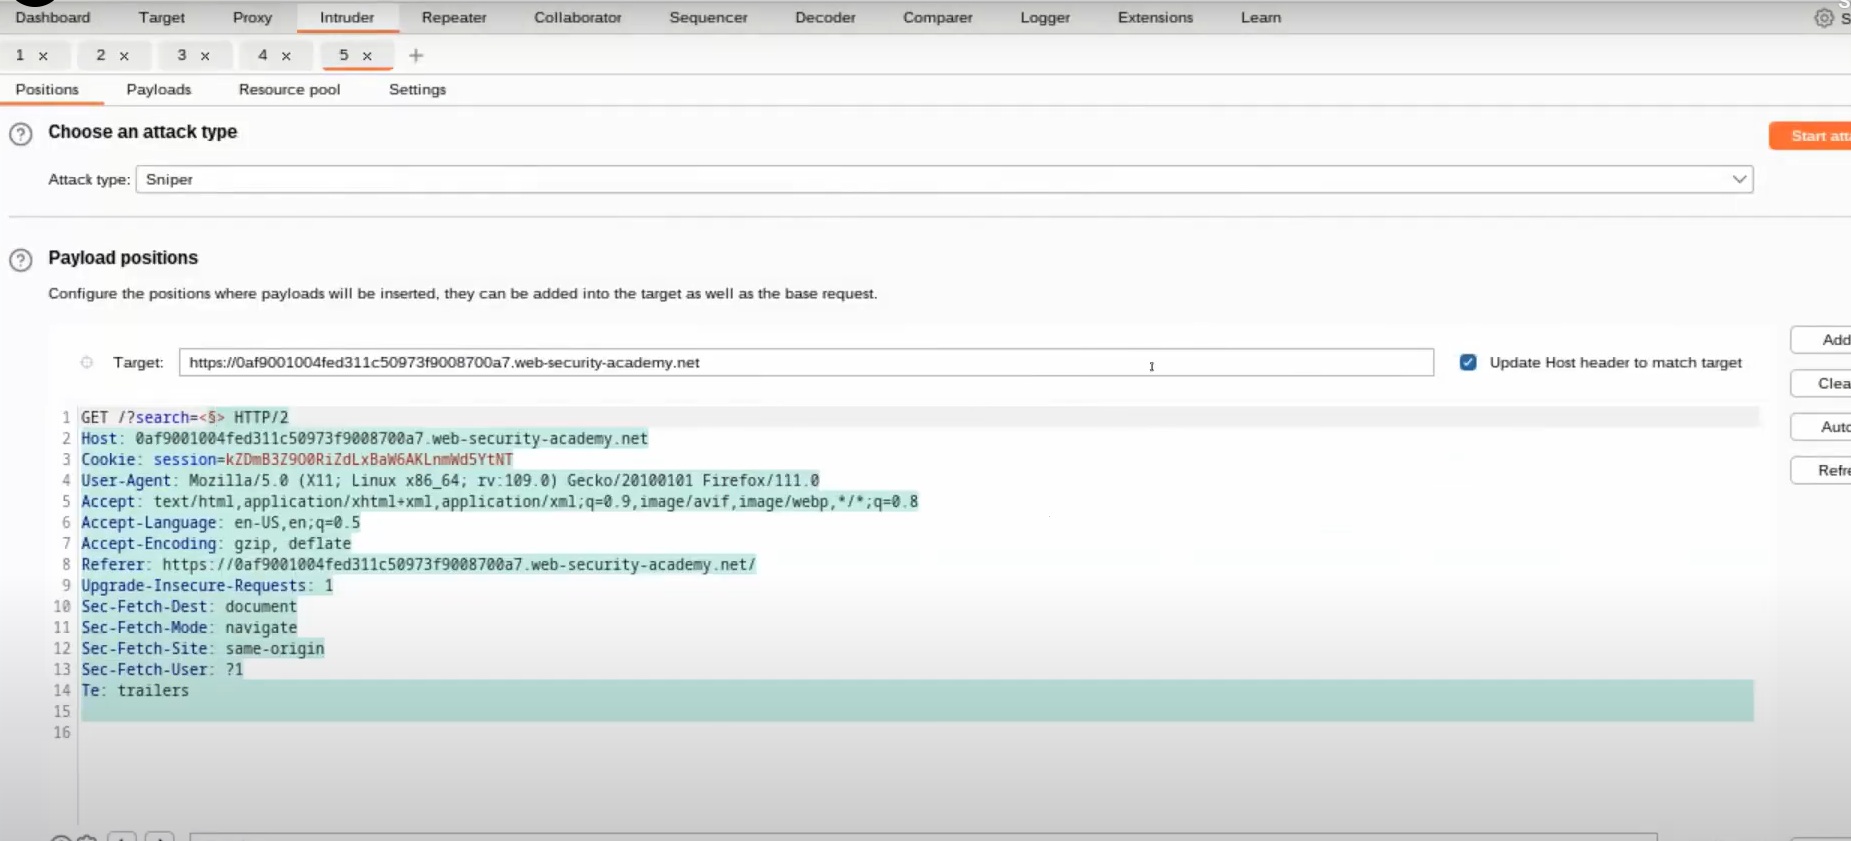 Dashboard Target Proxy Intruder Repeater Collaborator Sequencer Decoder Comparer Logger Extensions Learn S
1 × 2 × 3 × 4 × 5 × +
Positions Payloads Resource pool Settings
? Choose an attack type
Start att
Attack type: Sniper
? Payload positions
Configure the positions where payloads will be inserted, they can be added into the target as well as the base request.
Add
Target: https://0af9001004fed311c50973f9008700a7.web-security-academy.net Update Host header to match target
Clea
1 GET /?search=<§> HTTP/2
Auto
2 Host: 0af9001004fed311c50973f9008700a7.web-security-academy.net
3 Cookie: session=kZDmB3Z9O0RiZdLxBaW6AKLnmWd5YtNT
Refre
4 User-Agent: Mozilla/5.0 (X11; Linux x86_64; rv:109.0) Gecko/20100101 Firefox/111.0
5 Accept: text/html,application/xhtml+xml,application/xml;q=0.9,image/avif,image/webp,*/*;q=0.8
6 Accept-Language: en-US,en;q=0.5
7 Accept-Encoding: gzip, deflate
8 Referer: https://0af9001004fed311c50973f9008700a7.web-security-academy.net/
9 Upgrade-Insecure-Requests: 1
10 Sec-Fetch-Dest: document
11 Sec-Fetch-Mode: navigate
12 Sec-Fetch-Site: same-origin
13 Sec-Fetch-User: ?1
14 Te: trailers
15
16